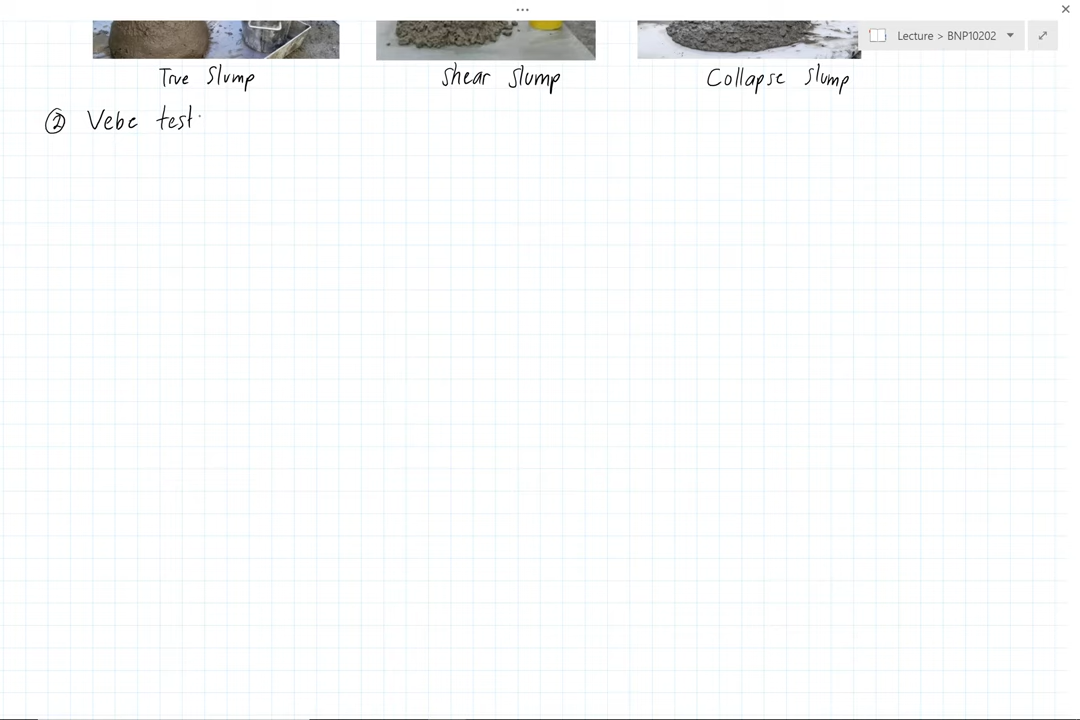 Lecture > BNP10202
True Slump
Shear Slump
Collapse Slump
② Vebe test